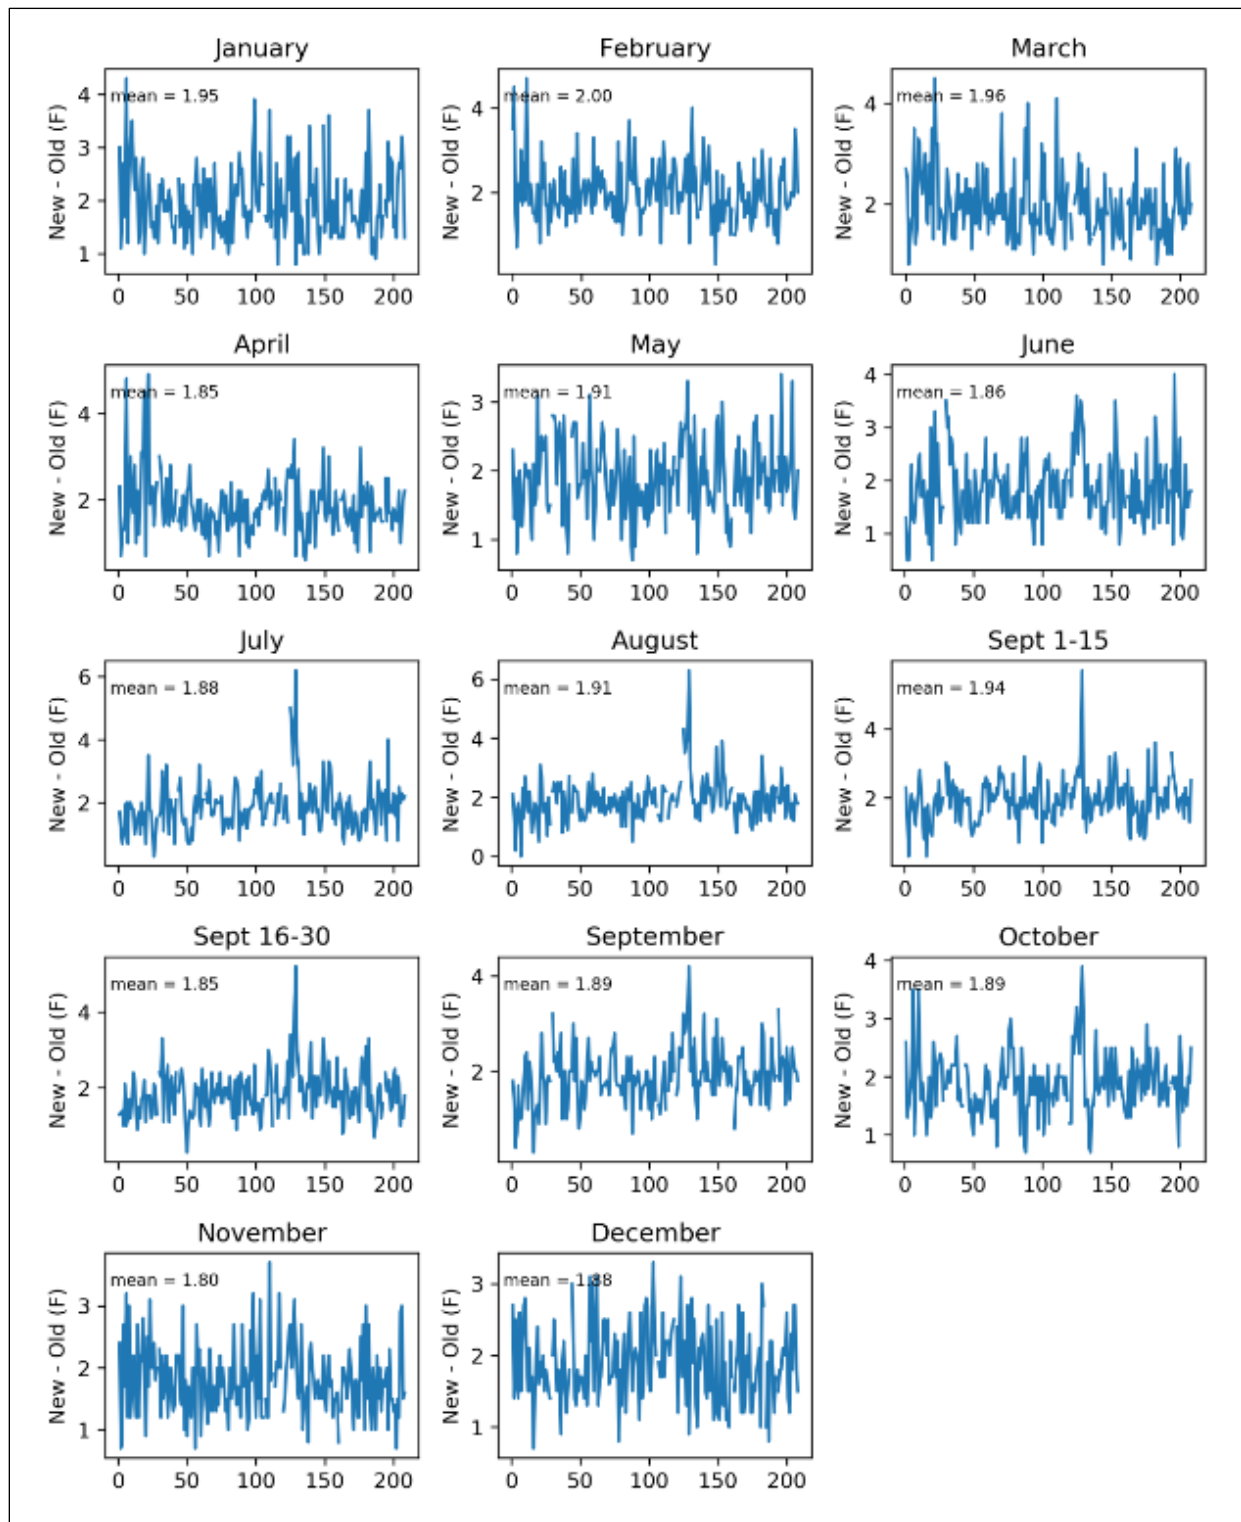 January February March
New - Old (F) 4 3 2 1 mean = 1.95 0 50 100 150 200
New - Old (F) 4 2 mean = 2.00 0 50 100 150 200
New - Old (F) 4 2 mean = 1.96 0 50 100 150 200
April May June
New - Old (F) 4 2 mean = 1.85 0 50 100 150 200
New - Old (F) 3 2 1 mean = 1.91 0 50 100 150 200
New - Old (F) 4 3 2 1 mean = 1.86 0 50 100 150 200
July August Sept 1-15
New - Old (F) 6 4 2 mean = 1.88 0 50 100 150 200
New - Old (F) 6 4 2 0 mean = 1.91 0 50 100 150 200
New - Old (F) 4 2 mean = 1.94 0 50 100 150 200
Sept 16-30 September October
New - Old (F) 4 2 mean = 1.85 0 50 100 150 200
New - Old (F) 4 2 mean = 1.89 0 50 100 150 200
New - Old (F) 4 3 2 1 mean = 1.89 0 50 100 150 200
November December
New - Old (F) 3 2 1 mean = 1.80 0 50 100 150 200
New - Old (F) 3 2 1 mean = 1.88 0 50 100 150 200